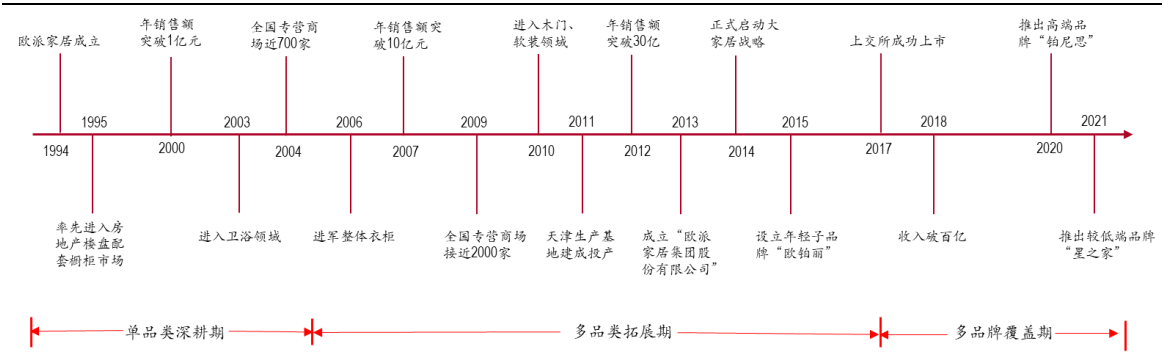 欧派家居成立
年销售额
突破1亿元
全国专营商
场近700家
年销售额突
破10亿元
进入木门、
软装领域
年销售额
突破30亿
正式启动大
家居战略
上交所成功上市
推出高端品
牌“铂尼思”
1995
2003
2006
2009
2011
2013
2015
2018
2021
1994
2000
2004
2007
2010
2012
2014
2017
2020
率先进入房
地产楼盘配
套橱柜市场
进入卫浴领域
进军整体衣柜
全国专营商场
接近2000家
天津生产基
地建成投产
成立“欧派
家居集团股
份有限公司”
设立年轻子品
牌“欧铂丽”
收入破百亿
推出较低端品牌
“星之家”
单品类深耕期
多品类拓展期
多品牌覆盖期